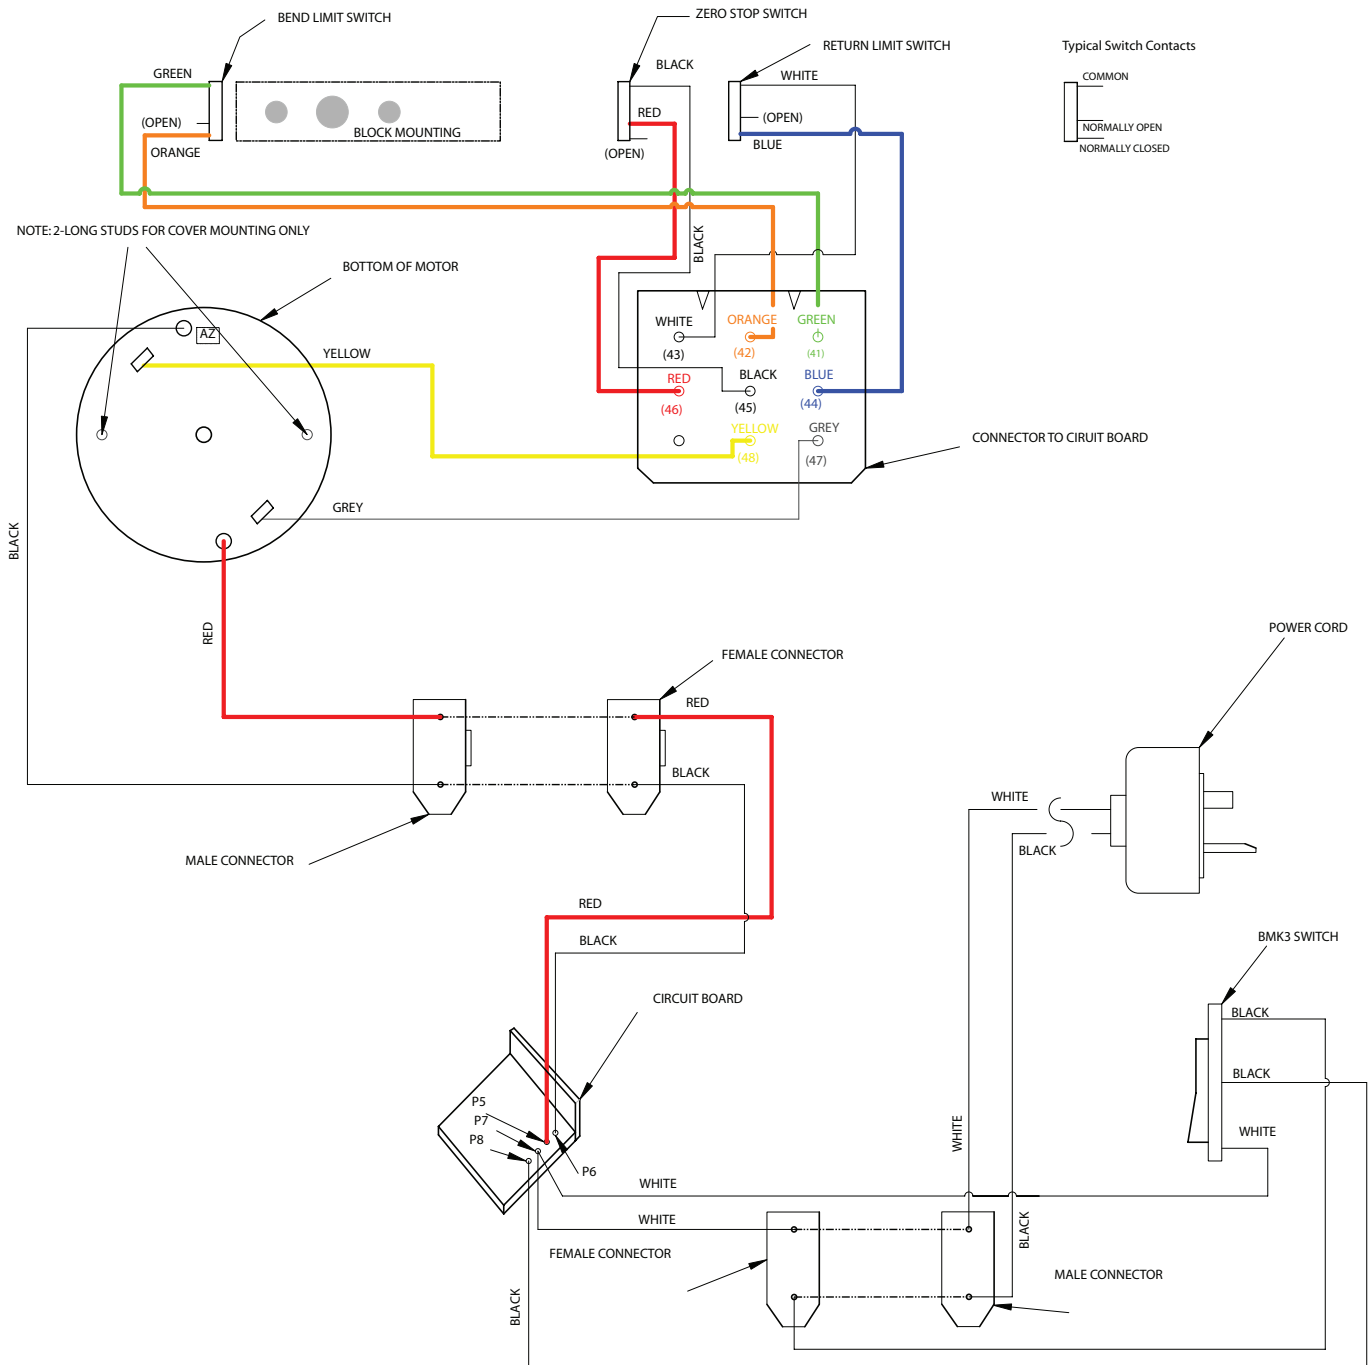 BEND LIMIT SWITCH
ZERO STOP SWITCH
RETURN LIMIT SWITCH
Typical Switch Contacts
GREEN
BLACK
WHITE
COMMON
RED
(OPEN)
(OPEN)
BLOCK MOUNTING
NORMALLY OPEN
ORANGE
(OPEN)
BLUE
NORMALLY CLOSED
NOTE: 2-LONG STUDS FOR COVER MOUNTING ONLY
BLACK
BOTTOM OF MOTOR
AZ
WHITE
ORANGE
GREEN
(43)
(42)
(41)
YELLOW
RED
BLACK
BLUE
(46)
(45)
(44)
YELLOW
GREY
(48)
(47)
CONNECTOR TO CIRUIT BOARD
GREY
BLACK
RED
POWER CORD
FEMALE CONNECTOR
RED
BLACK
WHITE
BLACK
MALE CONNECTOR
RED
BLACK
BMK3 SWITCH
CIRCUIT BOARD
BLACK
BLACK
WHITE
P5
P7
P8
P6
WHITE
WHITE
WHITE
BLACK
FEMALE CONNECTOR
MALE CONNECTOR
BLACK